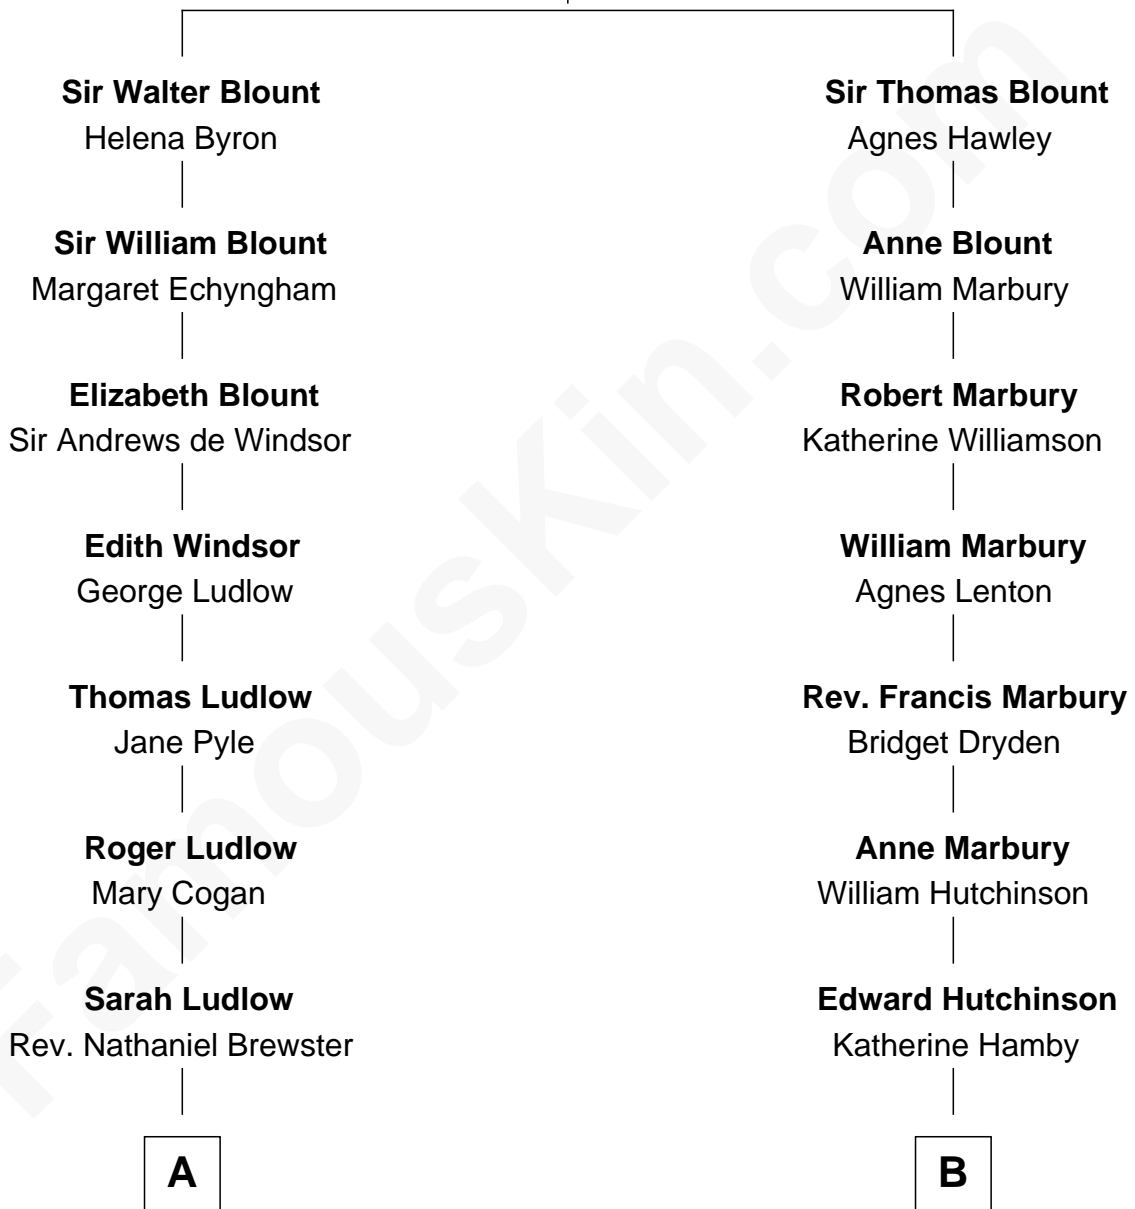 Sir Walter Blount
Helena Byron
Sir William Blount
Margaret Echyngham
Elizabeth Blount
Sir Andrews de Windsor
Edith Windsor
George Ludlow
Thomas Ludlow
Jane Pyle
Roger Ludlow
Mary Cogan
Sarah Ludlow
Rev. Nathaniel Brewster
A
Sir Thomas Blount
Agnes Hawley
Anne Blount
William Marbury
Robert Marbury
Katherine Williamson
William Marbury
Agnes Lenton
Rev. Francis Marbury
Bridget Dryden
Anne Marbury
William Hutchinson
Edward Hutchinson
Katherine Hamby
B
FamousKin.com